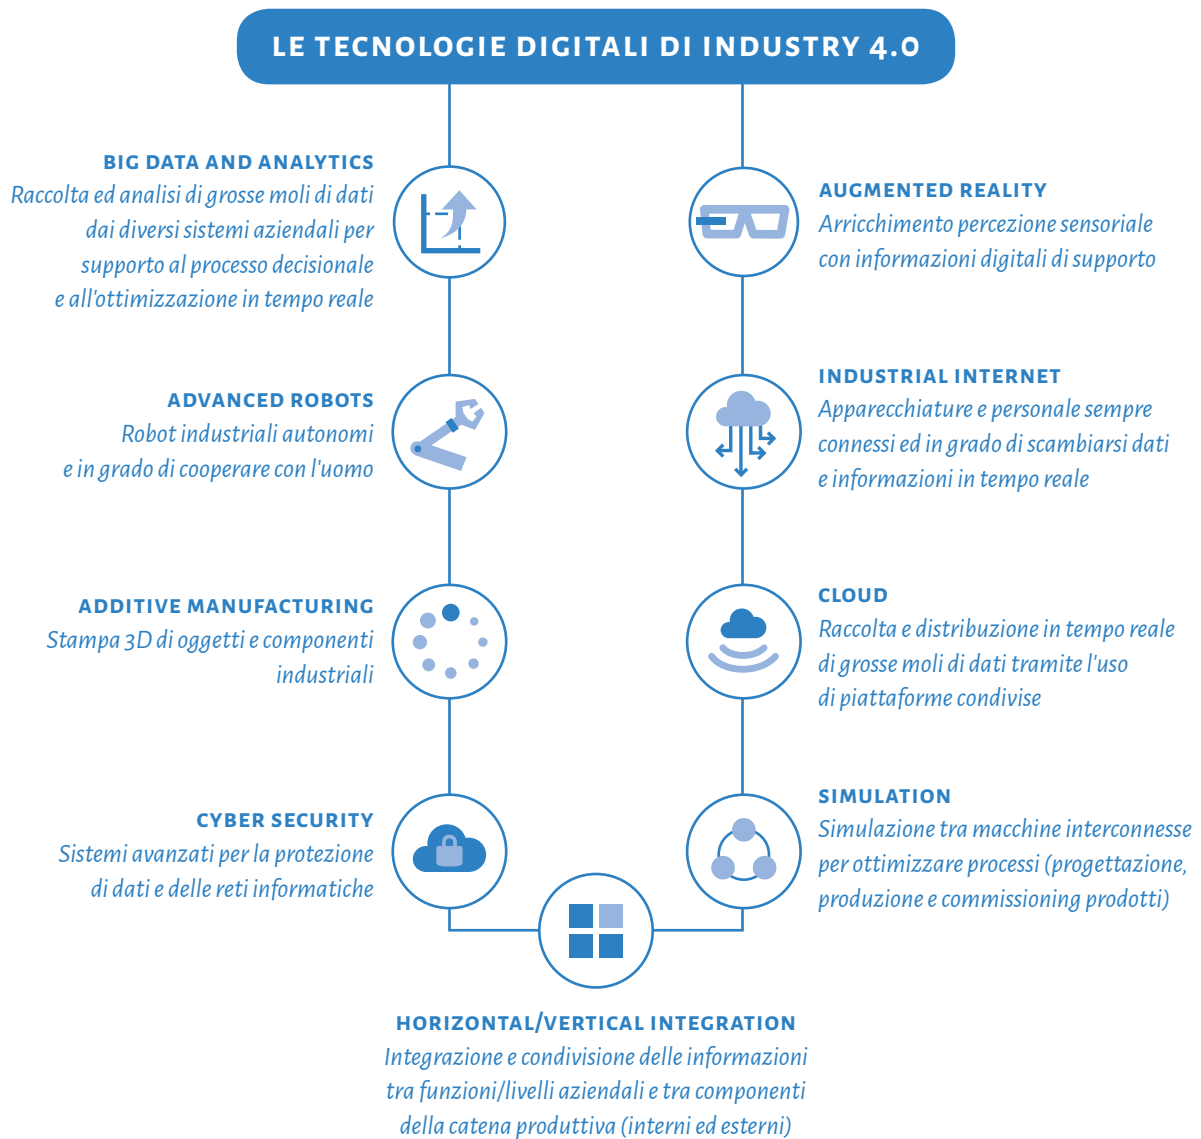 LE TECNOLOGIE DIGITALI DI INDUSTRY 4.0
BIG DATA AND ANALYTICS
Raccolta ed analisi di grosse moli di dati
dai diversi sistemi aziendali per
supporto al processo decisionale
e all'ottimizzazione in tempo reale
ADVANCED ROBOTS
Robot industriali autonomi
e in grado di cooperare con l'uomo
ADDITIVE MANUFACTURING
Stampa 3D di oggetti e componenti
industriali
CYBER SECURITY
Sistemi avanzati per la protezione
di dati e delle reti informatiche
AUGMENTED REALITY
Arricchimento percezione sensoriale
con informazioni digitali di supporto
INDUSTRIAL INTERNET
Apparecchiature e personale sempre
connessi ed in grado di scambiarsi dati
e informazioni in tempo reale
CLOUD
Raccolta e distribuzione in tempo reale
di grosse moli di dati tramite l'uso
di piattaforme condivise
SIMULATION
Simulazione tra macchine interconnesse
per ottimizzare processi (progettazione,
produzione e commissioning prodotti)
HORIZONTAL/VERTICAL INTEGRATION
Integrazione e condivisione delle informazioni
tra funzioni/livelli aziendali e tra componenti
della catena produttiva (interni ed esterni)